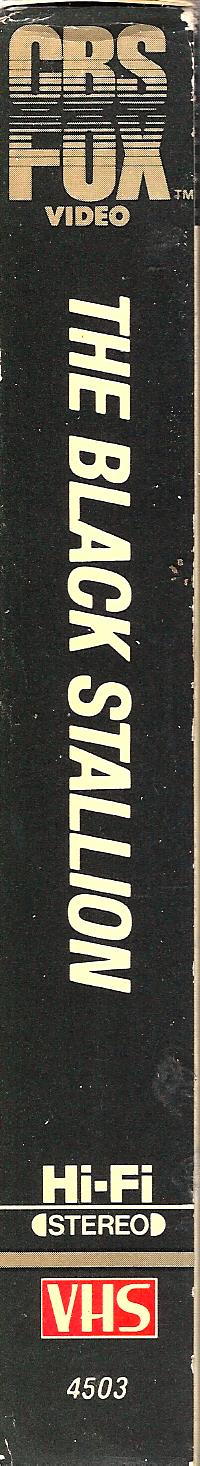 CBS
FOX
™
VIDEO
THE BLACK STALLION
Hi-Fi
STEREO
VHS
4503